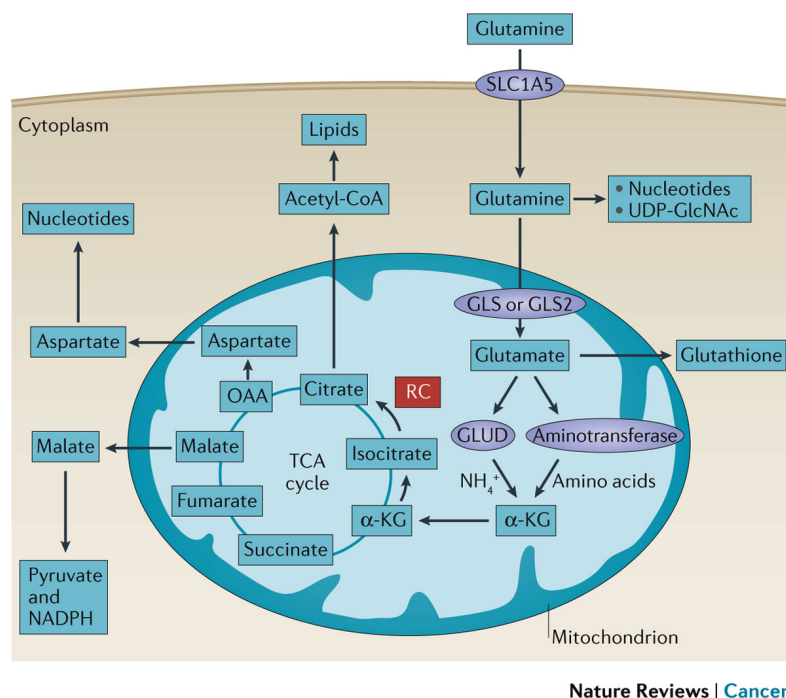 Glutamine
SLC1A5
Cytoplasm
Lipids
Acetyl-CoA
Glutamine
• Nucleotides
• UDP-GlcNAc
Nucleotides
GLS or GLS2
Aspartate
Aspartate
Glutamate
Glutathione
OAA
Citrate
RC
GLUD
Aminotransferase
Malate
Malate
Isocitrate
TCA
cycle
NH₄⁺
Amino acids
Fumarate
α-KG
α-KG
Succinate
Pyruvate
and
NADPH
Mitochondrion
Nature Reviews | Cancer